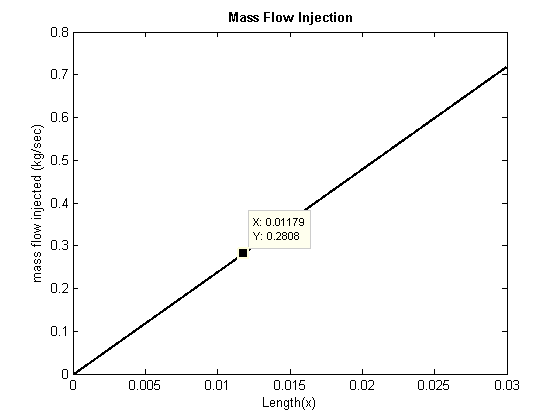 Mass Flow Injection
0.8
0.7
0.6
0.5
0.4
0.3
0.2
0.1
0
mass flow injected (kg/sec)
X: 0.01179
Y: 0.2808
0 0.005 0.01 0.015 0.02 0.025 0.03
Length(x)